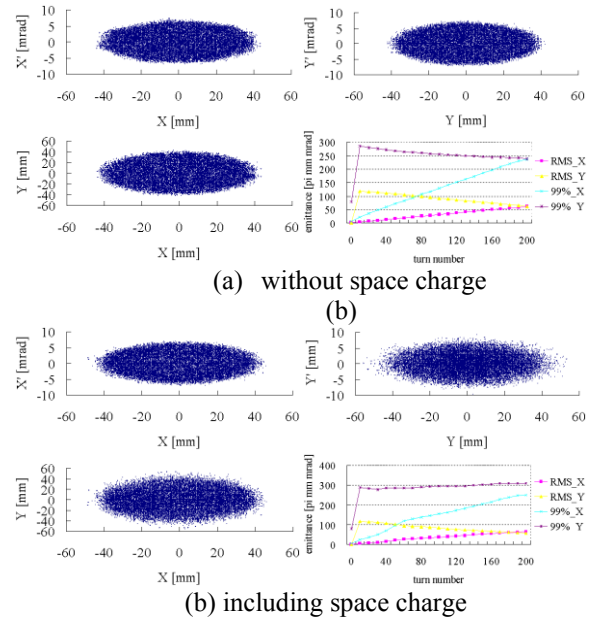 X' [mrad]
10
5
0
-5
-10
-60 -40 -20 0 20 40 60
X [mm]
Y' [mrad]
10
5
0
-5
-10
-60 -40 -20 0 20 40 60
Y [mm]
Y [mm]
60
40
20
0
-20
-40
-60
-60 -40 -20 0 20 40 60
X [mm]
emittance [pi mm mrad]
300
250
200
150
100
50
0
0 40 80 120 160 200
turn number
RMS_X
RMS_Y
99%_X
99%_Y
(a) without space charge
(b)
X' [mrad]
10
5
0
-5
-10
-60 -40 -20 0 20 40 60
X [mm]
Y' [mm]
10
5
0
-5
-10
-60 -40 -20 0 20 40 60
Y [mm]
Y [mm]
60
40
20
0
-20
-40
-60
-60 -40 -20 0 20 40 60
X [mm]
emittance [pi mm mrad]
400
300
200
100
0
0 40 80 120 160 200
turn number
RMS_X
RMS_Y
99%_X
99%_Y
(b) including space charge